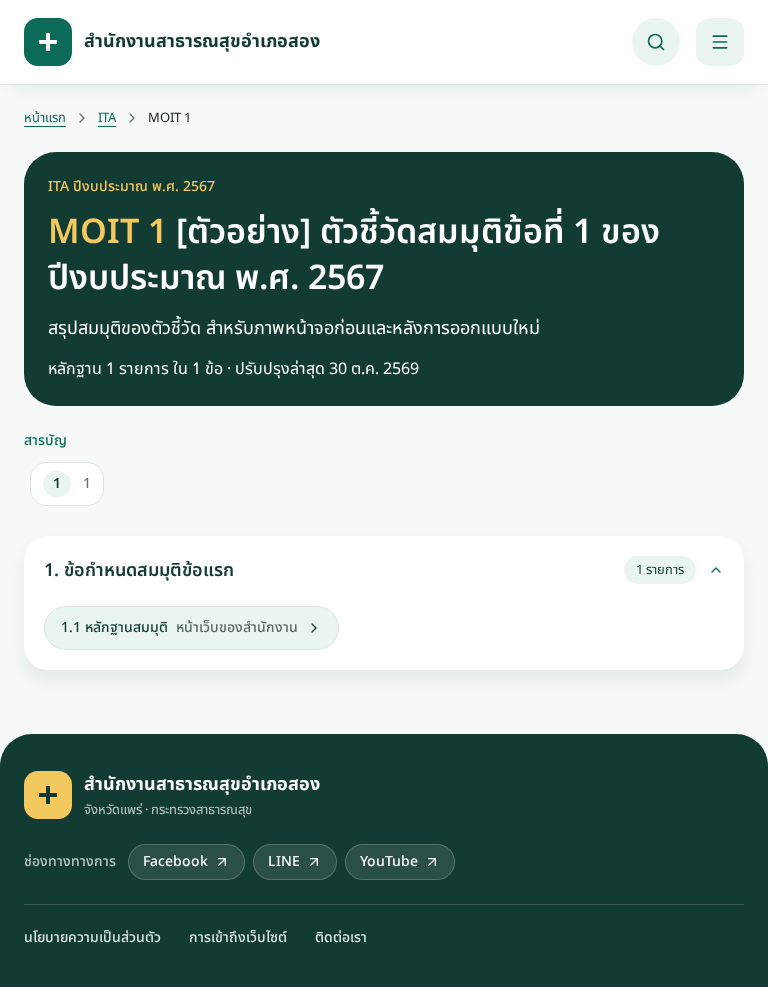 สำนักงานสาธารณสุขอำเภอสอง
หน้าแรก > ITA > MOIT 1
ITA ปีงบประมาณ พ.ศ. 2567
MOIT 1 [ตัวอย่าง] ตัวชี้วัดสมมุติข้อที่ 1 ของ
ปีงบประมาณ พ.ศ. 2567
สรุปสมมุติของตัวชี้วัด สำหรับภาพหน้าจอก่อนและหลังการออกแบบใหม่
หลักฐาน 1 รายการ ใน 1 ข้อ · ปรับปรุงล่าสุด 30 ต.ค. 2569
สารบัญ
1 1
1. ข้อกำหนดสมมุติข้อแรก 1 รายการ
1.1 หลักฐานสมมุติ หน้าเว็บของสำนักงาน
สำนักงานสาธารณสุขอำเภอสอง
จังหวัดแพร่ · กระทรวงสาธารณสุข
ช่องทางทางการ Facebook LINE YouTube
นโยบายความเป็นส่วนตัว การเข้าถึงเว็บไซต์ ติดต่อเรา